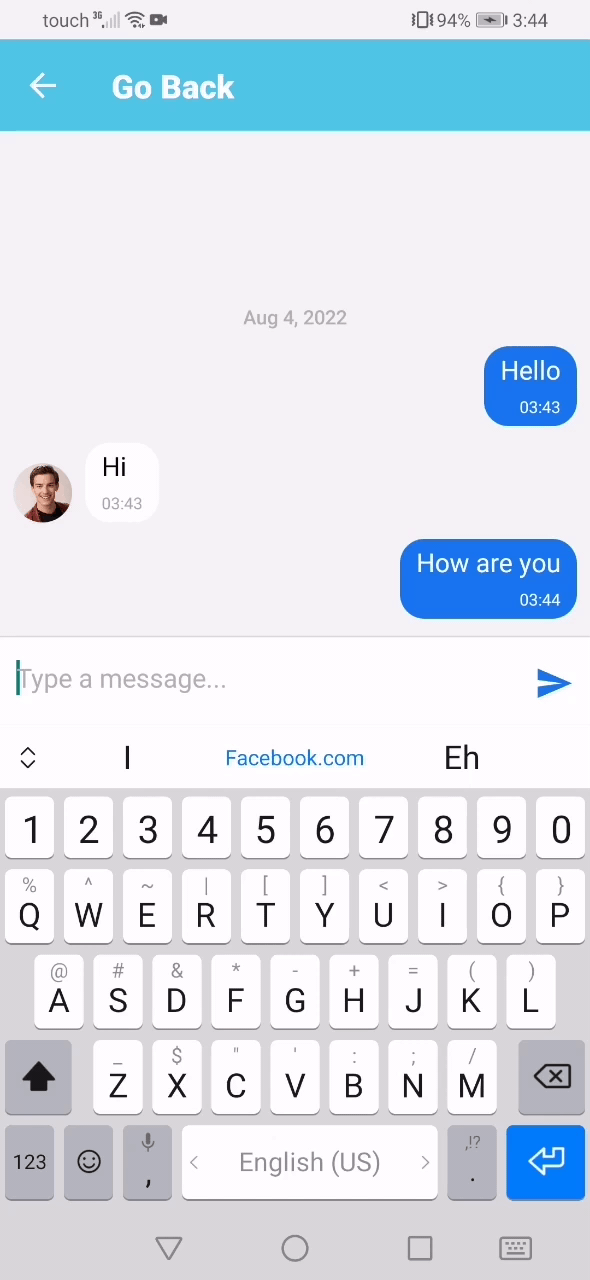 touch 3G 94% 3:44
Go Back
Aug 4, 2022
Hello
03:43
Hi
03:43
How are you
03:44
Type a message...
I Facebook.com Eh
1 2 3 4 5 6 7 8 9 0
% ^ ~ | [ ] < > { }
Q W E R T Y U I O P
@ # & * - + = ( )
A S D F G H J K L
_ $ " ' : ; /
Z X C V B N M
123 , < English (US) > ,!? .